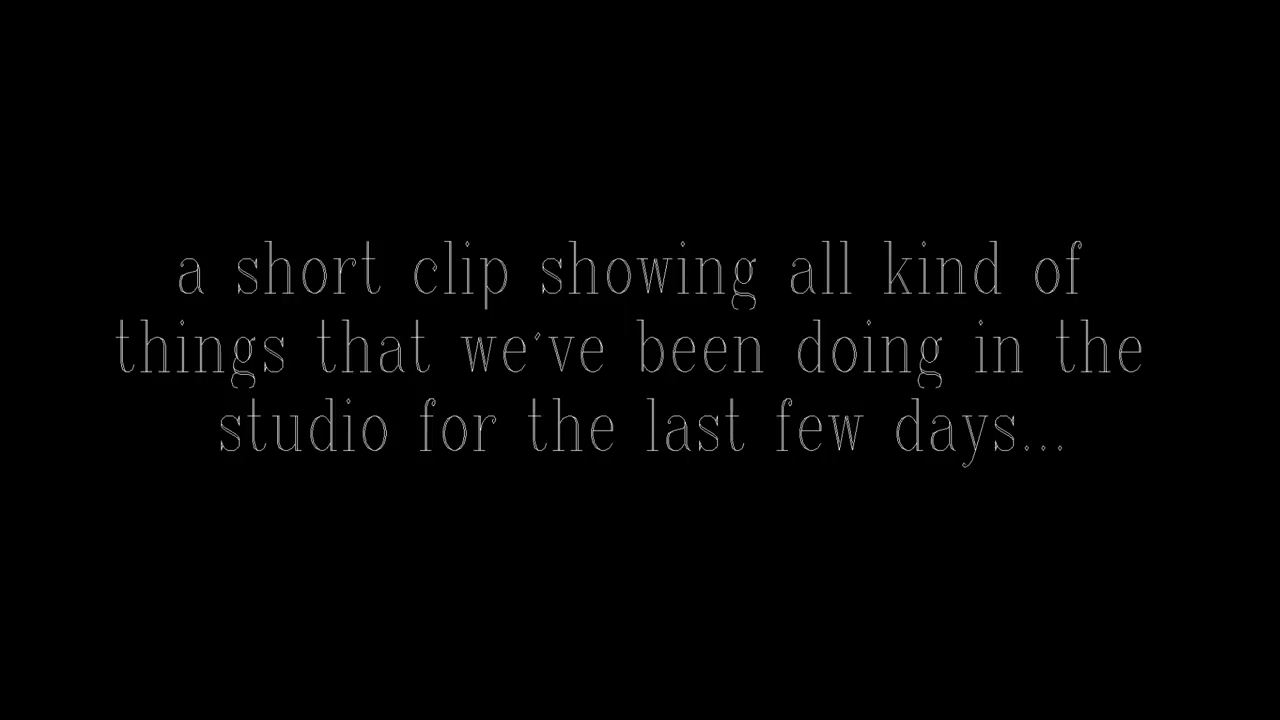 a short clip showing all kind of
things that we've been doing in the
studio for the last few days...